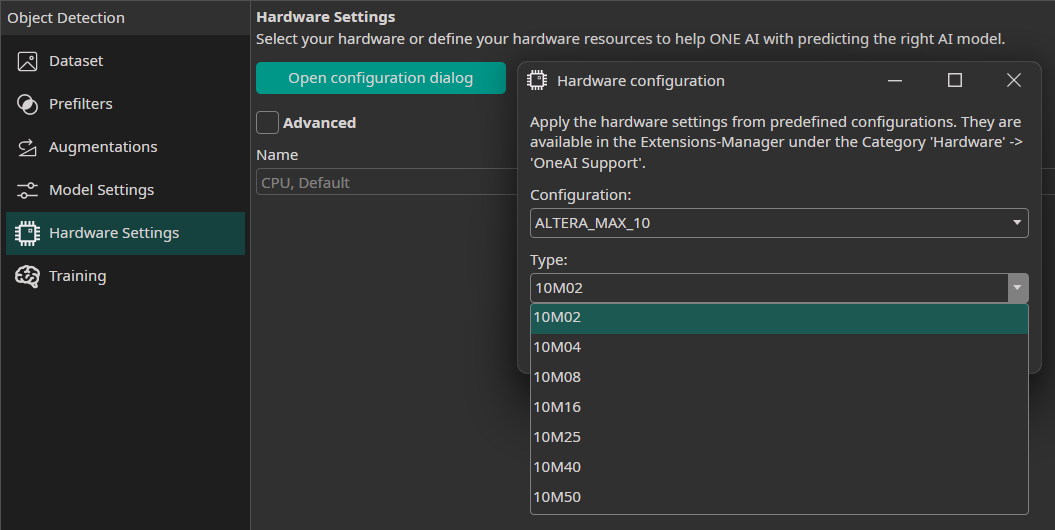 Object Detection
Dataset
Prefilters
Augmentations
Model Settings
Hardware Settings
Training
Hardware Settings
Select your hardware or define your hardware resources to help ONE AI with predicting the right AI model.
Open configuration dialog
Advanced
Name
CPU, Default
Hardware configuration
Apply the hardware settings from predefined configurations. They are
available in the Extensions-Manager under the Category 'Hardware' ->
'OneAI Support'.
Configuration:
ALTERA_MAX_10
Type:
10M02
10M02
10M04
10M08
10M16
10M25
10M40
10M50